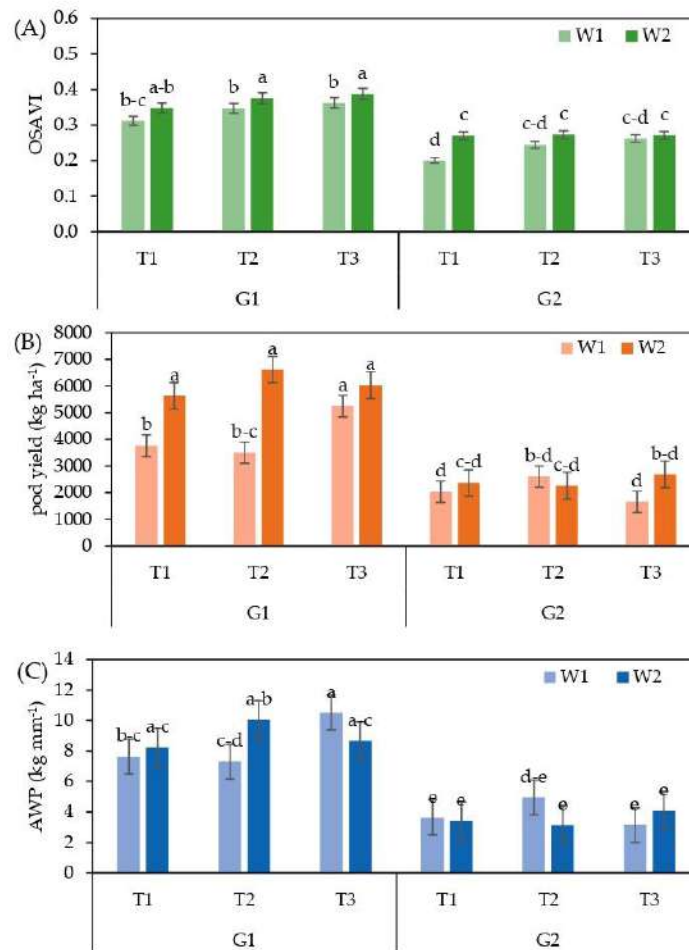 (A)
0.6
W1 W2
0.5
a-b b a b a
b-c
0.4
OSAVI
0.3
c c-d c c-d c
d
0.2
0.1
0.0
T1 T2 T3 T1 T2 T3
G1 G2
(B)
8000
a
W1 W2
7000
a a a
6000
5000
b b-c
4000
pod yield (kg ha-1)
3000
d c-d b-d c-d d b-d
2000
1000
0
T1 T2 T3 T1 T2 T3
G1 G2
(C)
14
W1 W2
12
a-b a
10
b-c a-c c-d a-c
8
AWP (kg mm-1)
6
d-e
e e e e e
4
2
0
T1 T2 T3 T1 T2 T3
G1 G2